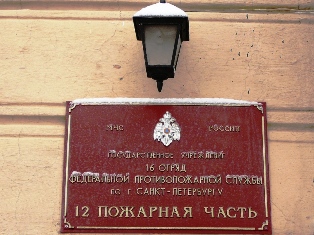 МЧС РОССИИ
ГОСУДАРСТВЕННОЕ УЧРЕЖДЕНИЕ
16 ОТРЯД
ФЕДЕРАЛЬНОЙ ПРОТИВОПОЖАРНОЙ СЛУЖБЫ
по г. САНКТ-ПЕТЕРБУРГУ
12 ПОЖАРНАЯ ЧАСТЬ